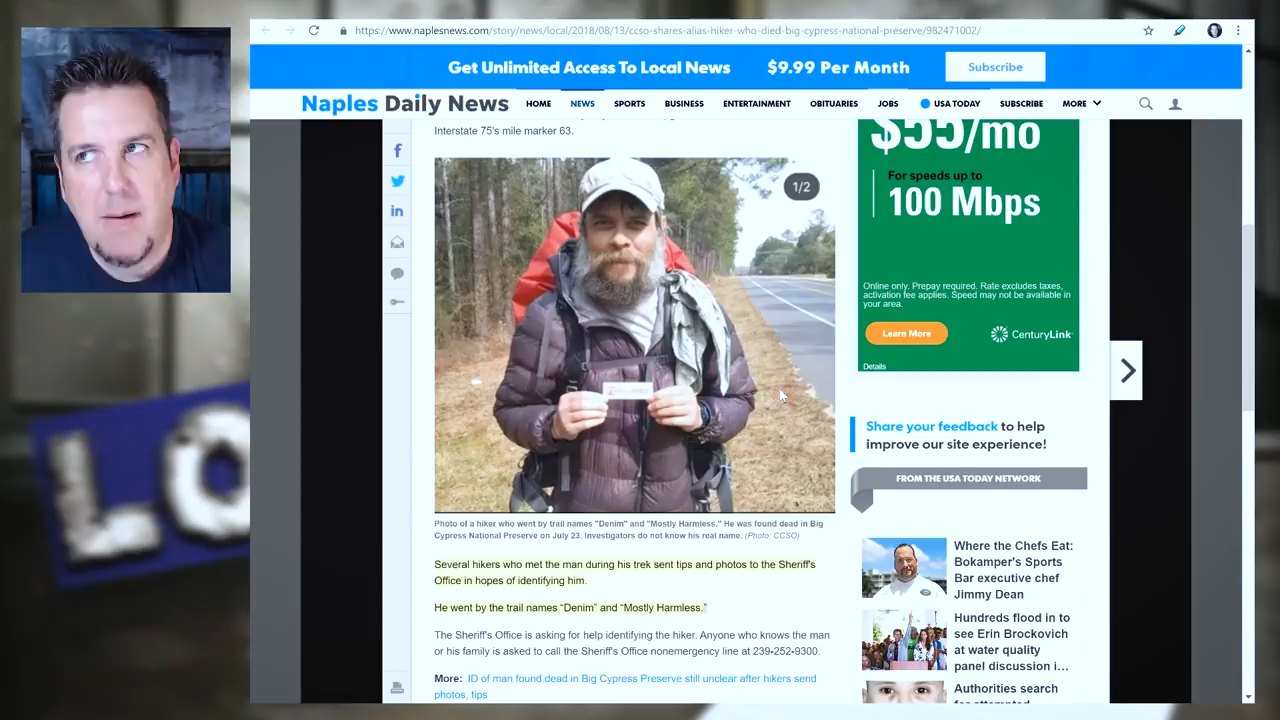 https://www.naplesnews.com/story/news/local/2018/08/13/ccso-shares-alias-hiker-who-died-big-cypress-national-preserve/982471002/
Get Unlimited Access To Local News $9.99 Per Month Subscribe
Naples Daily News HOME NEWS SPORTS BUSINESS ENTERTAINMENT OBITUARIES JOBS USA TODAY SUBSCRIBE MORE
Interstate 75's mile marker 63.
1/2
$55/mo
For speeds up to
100 Mbps
Online only. Prepay required. Rate excludes taxes,
activation fee applies. Speed may not be available in
your area.
Learn More
CenturyLink
Details
Share your feedback to help
improve our site experience!
FROM THE USA TODAY NETWORK
Where the Chefs Eat:
Bokamper's Sports
Bar executive chef
Jimmy Dean
Hundreds flood in to
see Erin Brockovich
at water quality
panel discussion i...
Authorities search
Photo of a hiker who went by trail names "Denim" and "Mostly Harmless." He was found dead in Big
Cypress National Preserve on July 23. Investigators do not know his real name. (Photo: CCSO)
Several hikers who met the man during his trek sent tips and photos to the Sheriff's
Office in hopes of identifying him.
He went by the trail names “Denim” and “Mostly Harmless.”
The Sheriff's Office is asking for help identifying the hiker. Anyone who knows the man
or his family is asked to call the Sheriff's Office nonemergency line at 239-252-9300.
More: ID of man found dead in Big Cypress Preserve still unclear after hikers send
photos, tips
LO